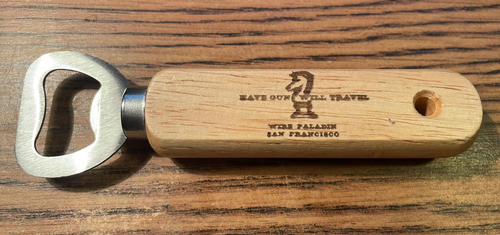 HAVE GUN WILL TRAVEL
WIRE PALADIN
SAN FRANCISCO